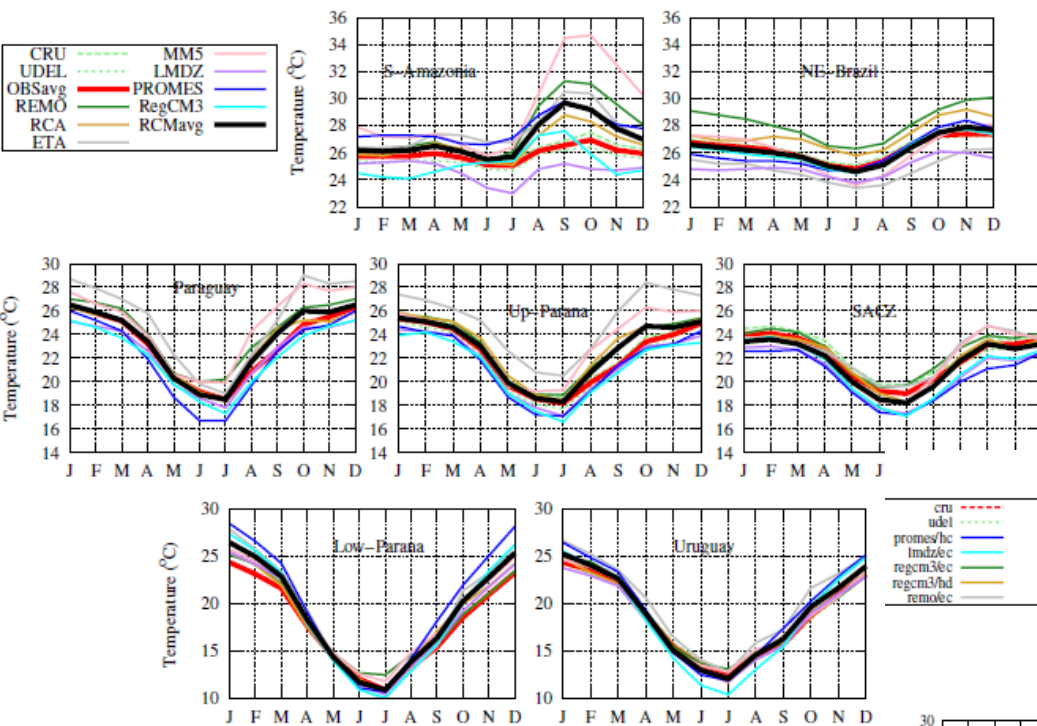 CRU MM5
UDEL LMDZ
OBSavg PROMES
REMO RegCM3
RCA RCMavg
ETA
Temperature (°C)
36
34
32
30
28
26
24
22
S-Amazonia
J F M A M J J A S O N D
36
34
32
30
28
26
24
22
NE-Brazil
J F M A M J J A S O N D
Temperature (°C)
30
28
26
24
22
20
18
16
14
Paraguay
J F M A M J J A S O N D
30
28
26
24
22
20
18
16
14
Up-Parana
J F M A M J J A S O N D
30
28
26
24
22
20
18
16
14
SACZ
J F M A M J
Temperature (°C)
30
25
20
15
10
Low-Parana
J F M A M J J A S O N D
30
25
20
15
10
Uruguay
J F M A M J J A S O N D
cru
udel
promes/hc
lmdz/ec
regcm3/ec
regcm3/hd
remo/ec
30